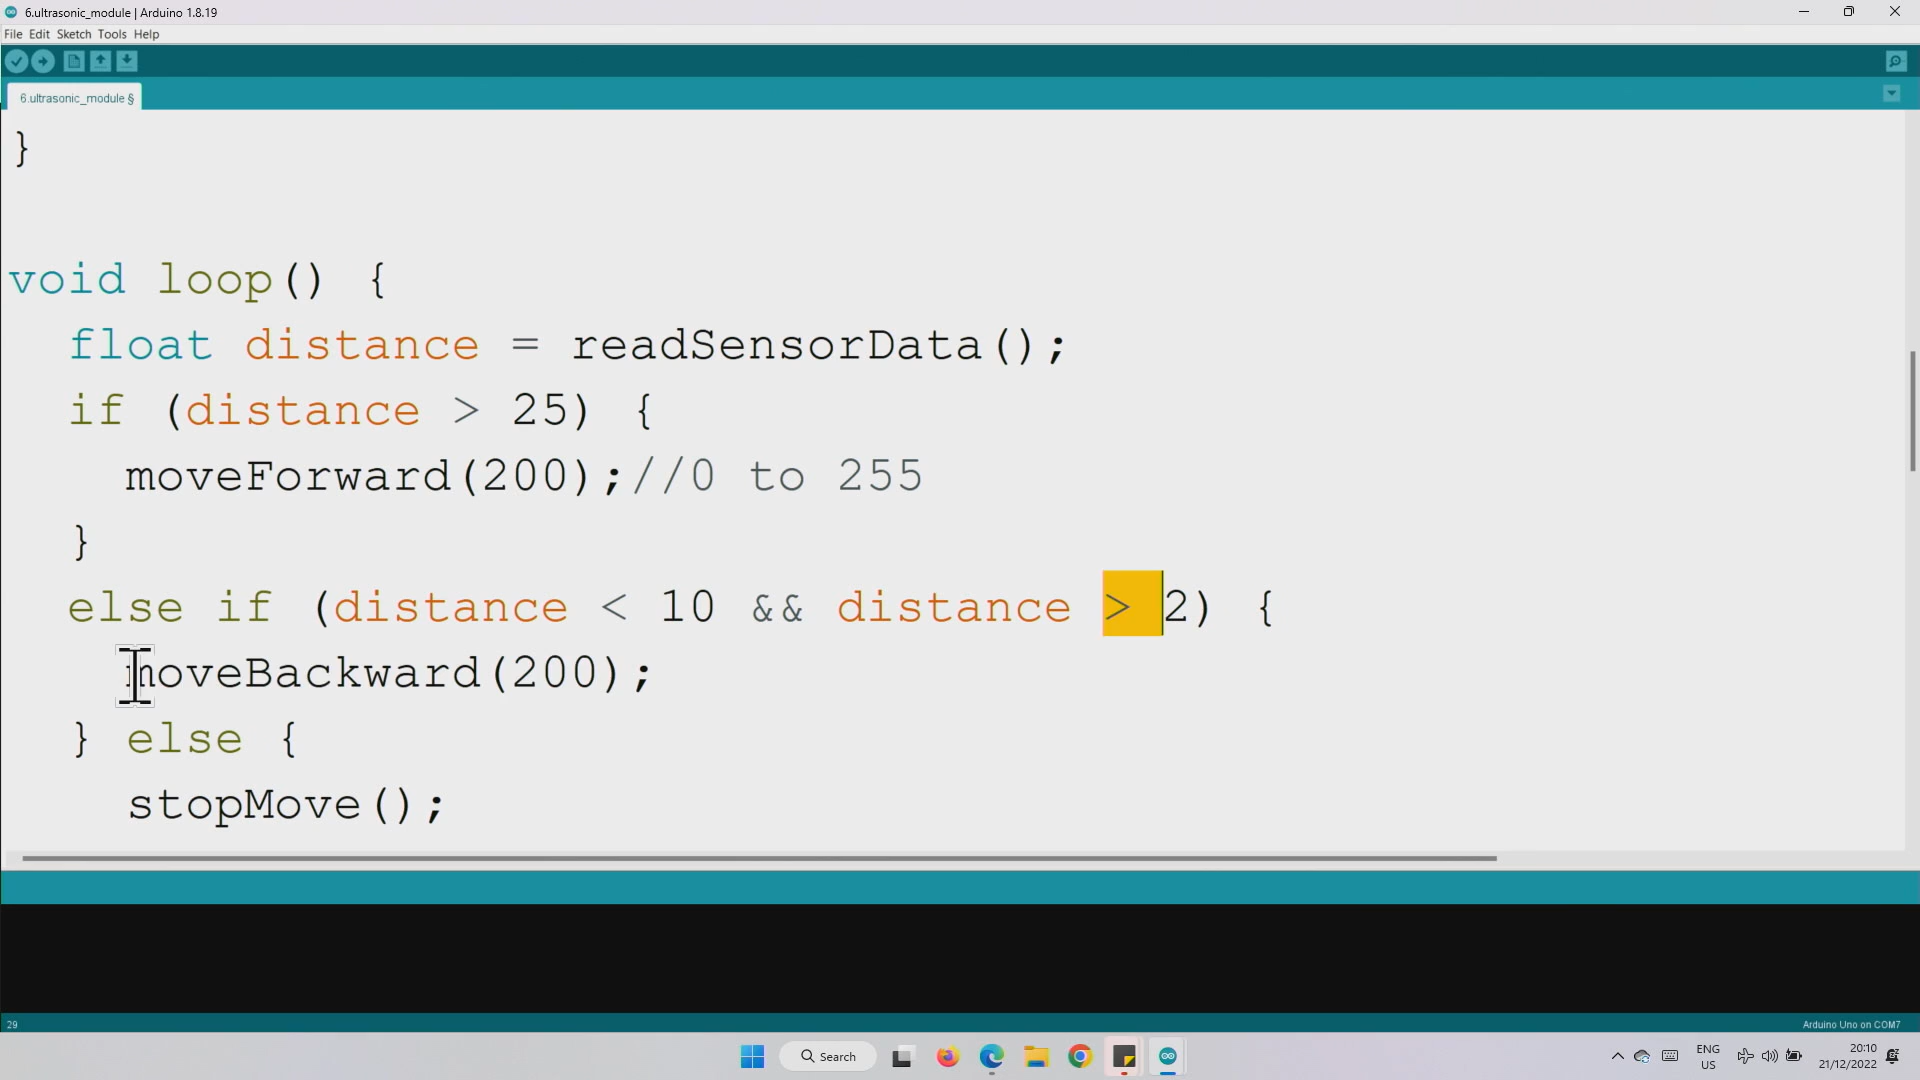 6.ultrasonic_module | Arduino 1.8.19
File Edit Sketch Tools Help
6.ultrasonic_module §
}
void loop() {
float distance = readSensorData();
if (distance > 25) {
moveForward(200);//0 to 255
}
else if (distance < 10 && distance > 2) {
moveBackward(200);
} else {
stopMove();
29
Arduino Uno on COM7
Search
ENG
US
20:10
21/12/2022